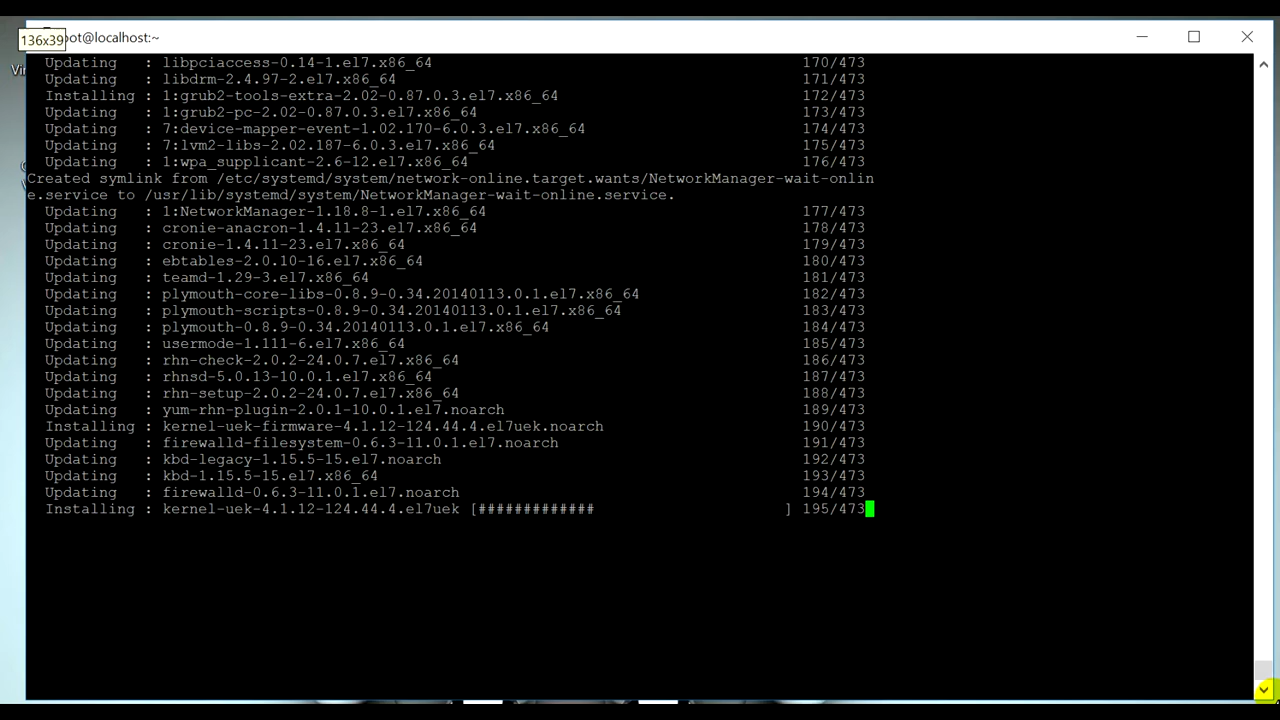 136x39
root@localhost:~
Updating   : libpciaccess-0.14-1.el7.x86_64                                         170/473
Updating   : libdrm-2.4.97-2.el7.x86_64                                             171/473
Installing : 1:grub2-tools-extra-2.02-0.87.0.3.el7.x86_64                           172/473
Updating   : 1:grub2-pc-2.02-0.87.0.3.el7.x86_64                                    173/473
Updating   : 7:device-mapper-event-1.02.170-6.0.3.el7.x86_64                        174/473
Updating   : 7:lvm2-libs-2.02.187-6.0.3.el7.x86_64                                  175/473
Updating   : 1:wpa_supplicant-2.6-12.el7.x86_64                                     176/473
Created symlink from /etc/systemd/system/network-online.target.wants/NetworkManager-wait-onlin
e.service to /usr/lib/systemd/system/NetworkManager-wait-online.service.
Updating   : 1:NetworkManager-1.18.8-1.el7.x86_64                                   177/473
Updating   : cronie-anacron-1.4.11-23.el7.x86_64                                    178/473
Updating   : cronie-1.4.11-23.el7.x86_64                                            179/473
Updating   : ebtables-2.0.10-16.el7.x86_64                                          180/473
Updating   : teamd-1.29-3.el7.x86_64                                                181/473
Updating   : plymouth-core-libs-0.8.9-0.34.20140113.0.1.el7.x86_64                  182/473
Updating   : plymouth-scripts-0.8.9-0.34.20140113.0.1.el7.x86_64                    183/473
Updating   : plymouth-0.8.9-0.34.20140113.0.1.el7.x86_64                            184/473
Updating   : usermode-1.111-6.el7.x86_64                                            185/473
Updating   : rhn-check-2.0.2-24.0.7.el7.x86_64                                      186/473
Updating   : rhnsd-5.0.13-10.0.1.el7.x86_64                                         187/473
Updating   : rhn-setup-2.0.2-24.0.7.el7.x86_64                                      188/473
Updating   : yum-rhn-plugin-2.0.1-10.0.1.el7.noarch                                 189/473
Installing : kernel-uek-firmware-4.1.12-124.44.4.el7uek.noarch                      190/473
Updating   : firewalld-filesystem-0.6.3-11.0.1.el7.noarch                           191/473
Updating   : kbd-legacy-1.15.5-15.el7.noarch                                        192/473
Updating   : kbd-1.15.5-15.el7.x86_64                                               193/473
Updating   : firewalld-0.6.3-11.0.1.el7.noarch                                      194/473
Installing : kernel-uek-4.1.12-124.44.4.el7uek [#############                     ] 195/473